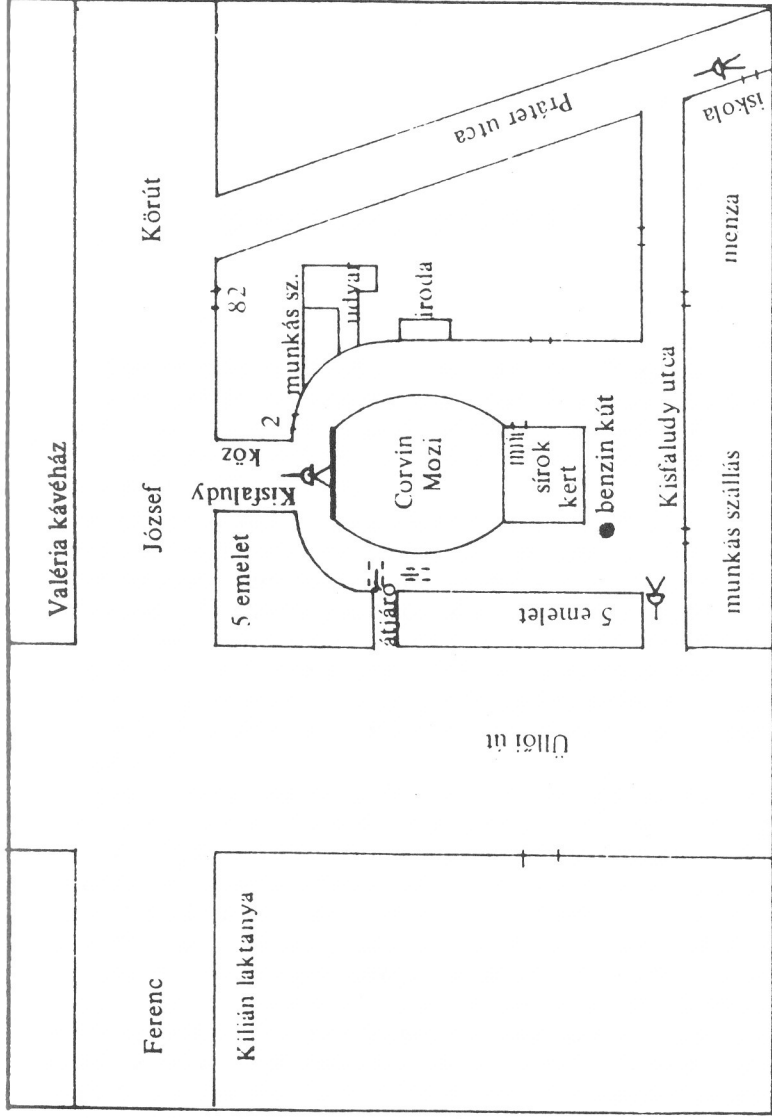 Valéria kávéház
Ferenc
József
Körút
Kilián laktanya
5 emelet
Kisfaludy
köz
2
82
munkás sz.
udvar
iroda
Corvin
Mozi
átjáró
sírok
kert
benzin kút
5 emelet
Üllői út
Práter utca
Kisfaludy utca
munkás szállás
menza
iskola